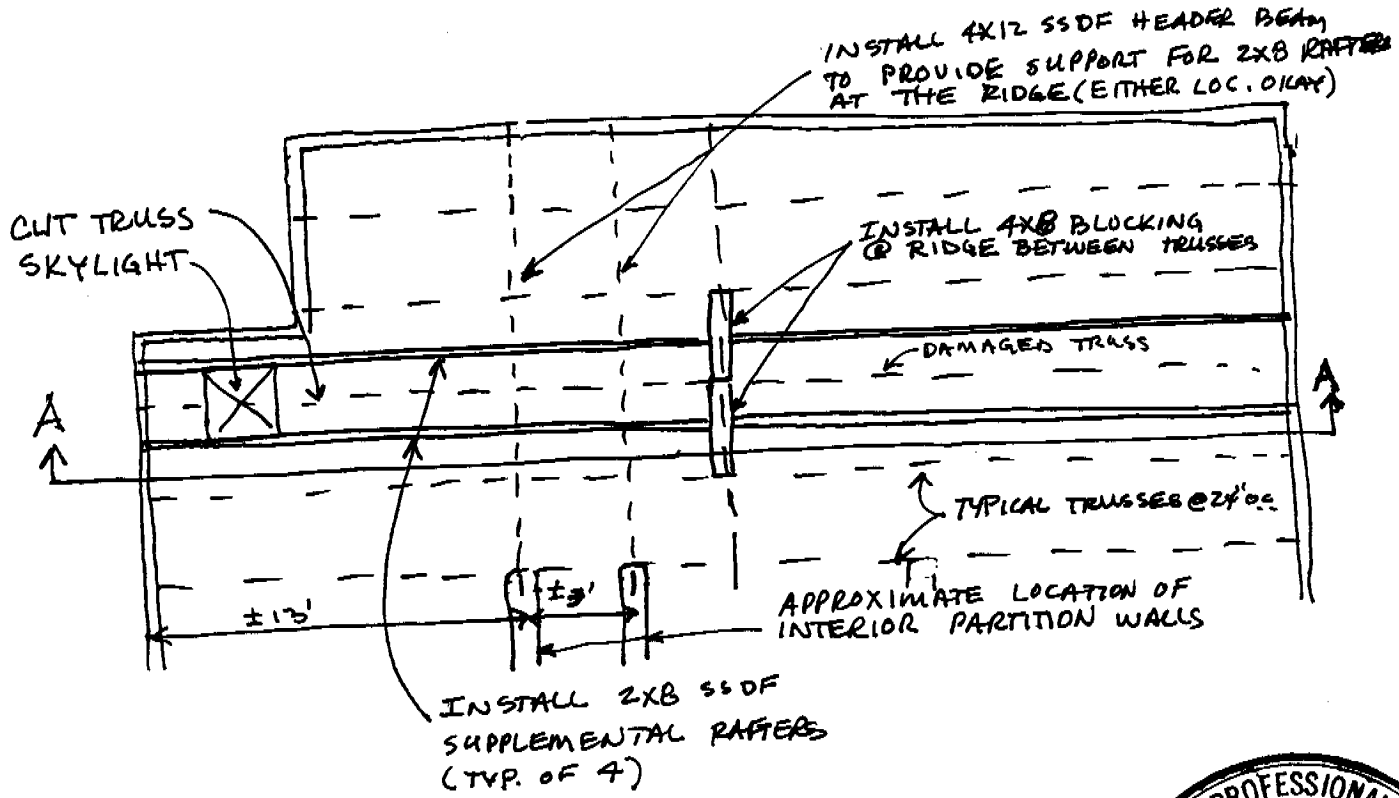 INSTALL 4X12 SSDF HEADER BEAM
TO PROVIDE SUPPORT FOR 2X8 RAFTERS
AT THE RIDGE (EITHER LOC. OKAY)
CUT TRUSS
SKYLIGHT
INSTALL 4X8 BLOCKING
@ RIDGE BETWEEN TRUSSES
DAMAGED TRUSS
A
A
TYPICAL TRUSSES @ 24" oc
±13'
±3'
APPROXIMATE LOCATION OF
INTERIOR PARTITION WALLS
INSTALL 2X8 SSDF
SUPPLEMENTAL RAFTERS
(TYP. OF 4)
PROFESSIONAL